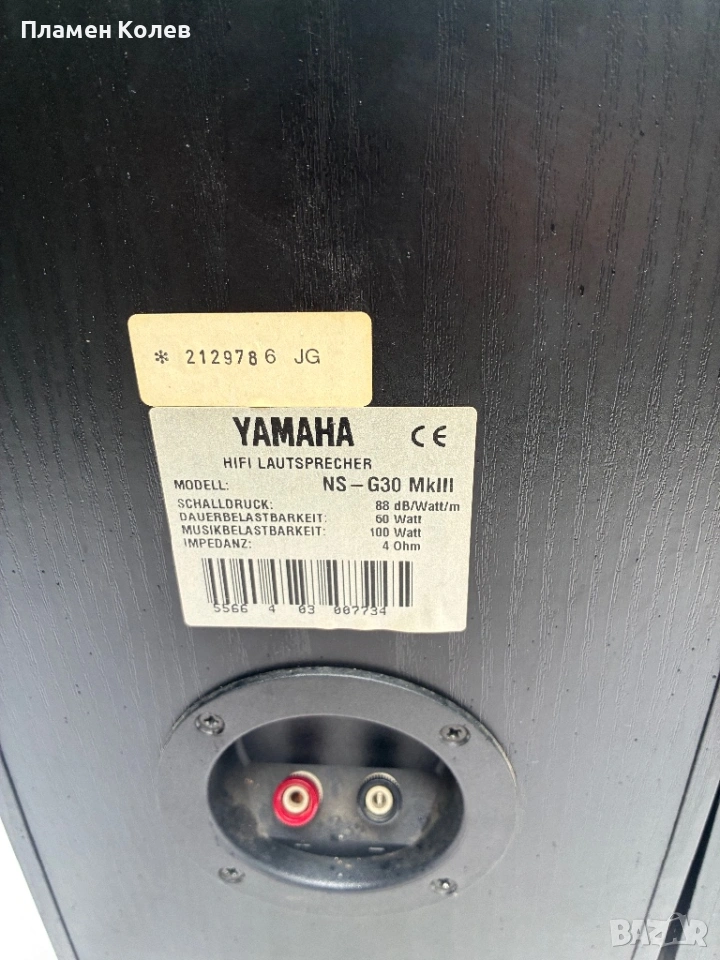 Пламен Колев
* 2129786 JG
YAMAHA CE
HIFI LAUTSPRECHER
MODELL: NS-G30 MkIII
SCHALLDRUCK: 88 dB/Watt/m
DAUERBELASTBARKEIT: 60 Watt
MUSIKBELASTBARKEIT: 100 Watt
IMPEDANZ: 4 Ohm
5566 4 03 007734
BAZAR